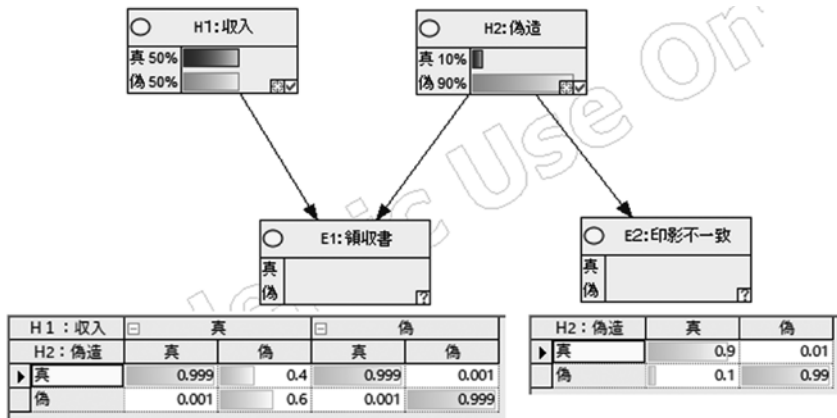 H1:収入
真 50%
偽 50%
H2:偽造
真 10%
偽 90%
E1:領収書
真
偽
?
E2:印影不一致
真
偽
?
H1:収入 真 偽
H2:偽造 真 偽 真 偽
真 0.999 0.4 0.999 0.001
偽 0.001 0.6 0.001 0.999
H2:偽造 真 偽
真 0.9 0.01
偽 0.1 0.99
Use On